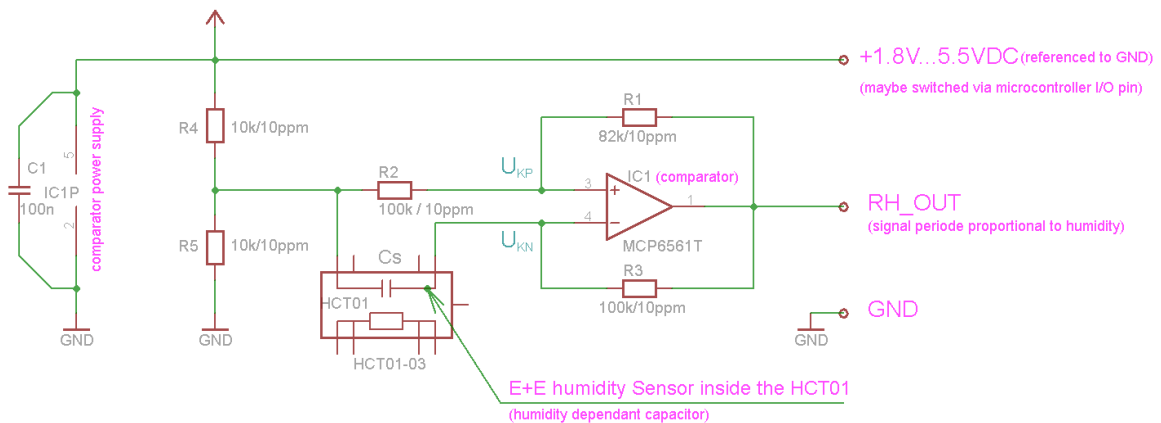 +1.8V...5.5VDC (referenced to GND)
(maybe switched via microcontroller I/O pin)
R4
10k/10ppm
R1
82k/10ppm
comparator power supply
5
C1
IC1P
100n
2
U KP
R2
100k / 10ppm
3
IC1 (comparator)
+
1
4
−
MCP6561T
RH_OUT
(signal periode proportional to humidity)
R5
10k/10ppm
U KN
Cs
R3
100k/10ppm
HCT01
HCT01-03
GND
GND
GND
GND
E+E humidity Sensor inside the HCT01
(humidity dependant capacitor)